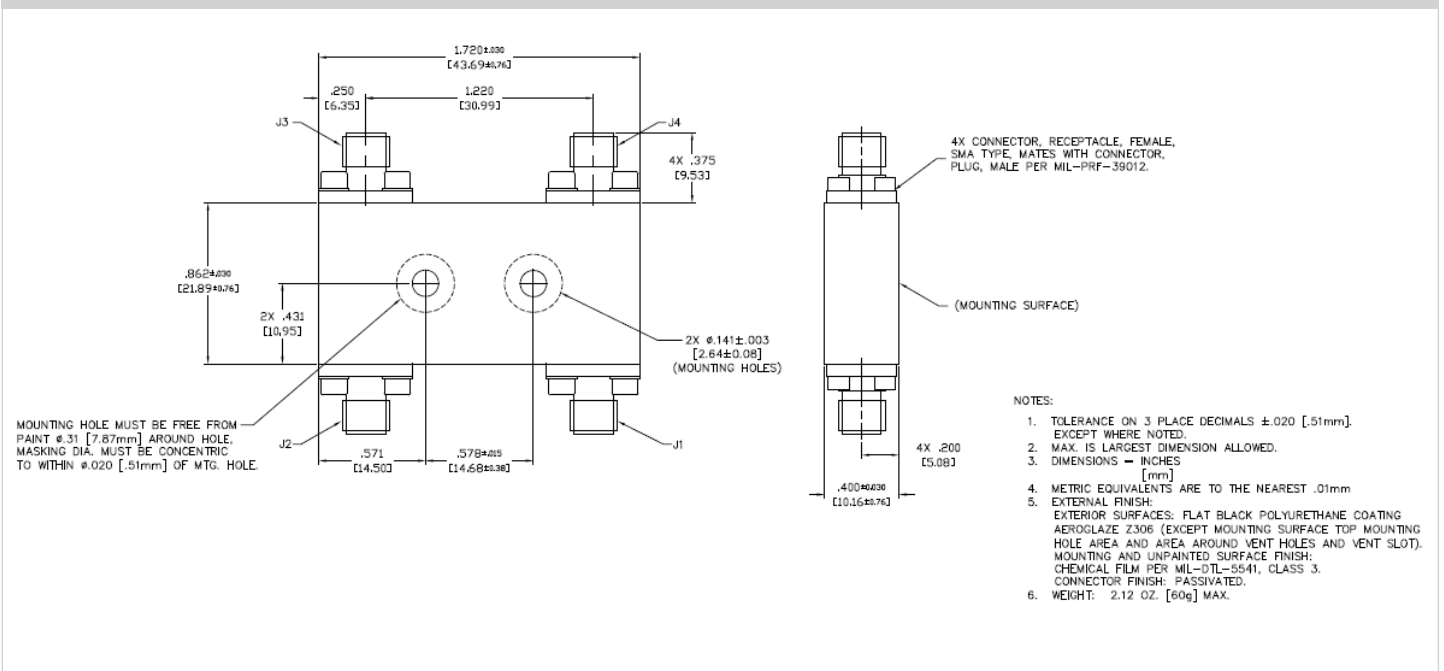 1.720±.030
[43.69±0.76]
.250
[6.35]
1.220
[30.99]
J3
J4
4X .375
[9.53]
4X CONNECTOR, RECEPTACLE, FEMALE,
SMA TYPE, MATES WITH CONNECTOR,
PLUG, MALE PER MIL-PRF-39012.
.862±.030
[21.89±0.76]
2X .431
[10.95]
(MOUNTING SURFACE)
2X ø.141±.003
[2.64±0.08]
(MOUNTING HOLES)
MOUNTING HOLE MUST BE FREE FROM
PAINT ø.31 [7.87mm] AROUND HOLE,
MASKING DIA. MUST BE CONCENTRIC
TO WITHIN ø.020 [.51mm] OF MTG. HOLE.
J2
J1
.571
[14.50]
.578±.015
[14.68±0.38]
4X .200
[5.08]
.400±0.030
[10.16±0.76]
NOTES:
1. TOLERANCE ON 3 PLACE DECIMALS ±.020 [.51mm].
EXCEPT WHERE NOTED.
2. MAX. IS LARGEST DIMENSION ALLOWED.
3. DIMENSIONS – INCHES
[mm]
4. METRIC EQUIVALENTS ARE TO THE NEAREST .01mm
5. EXTERNAL FINISH:
EXTERIOR SURFACES: FLAT BLACK POLYURETHANE COATING
AEROGLAZE Z306 (EXCEPT MOUNTING SURFACE TOP MOUNTING
HOLE AREA AND AREA AROUND VENT HOLES AND VENT SLOT).
MOUNTING AND UNPAINTED SURFACE FINISH:
CHEMICAL FILM PER MIL-DTL-5541, CLASS 3.
CONNECTOR FINISH: PASSIVATED.
6. WEIGHT: 2.12 OZ. [60g] MAX.